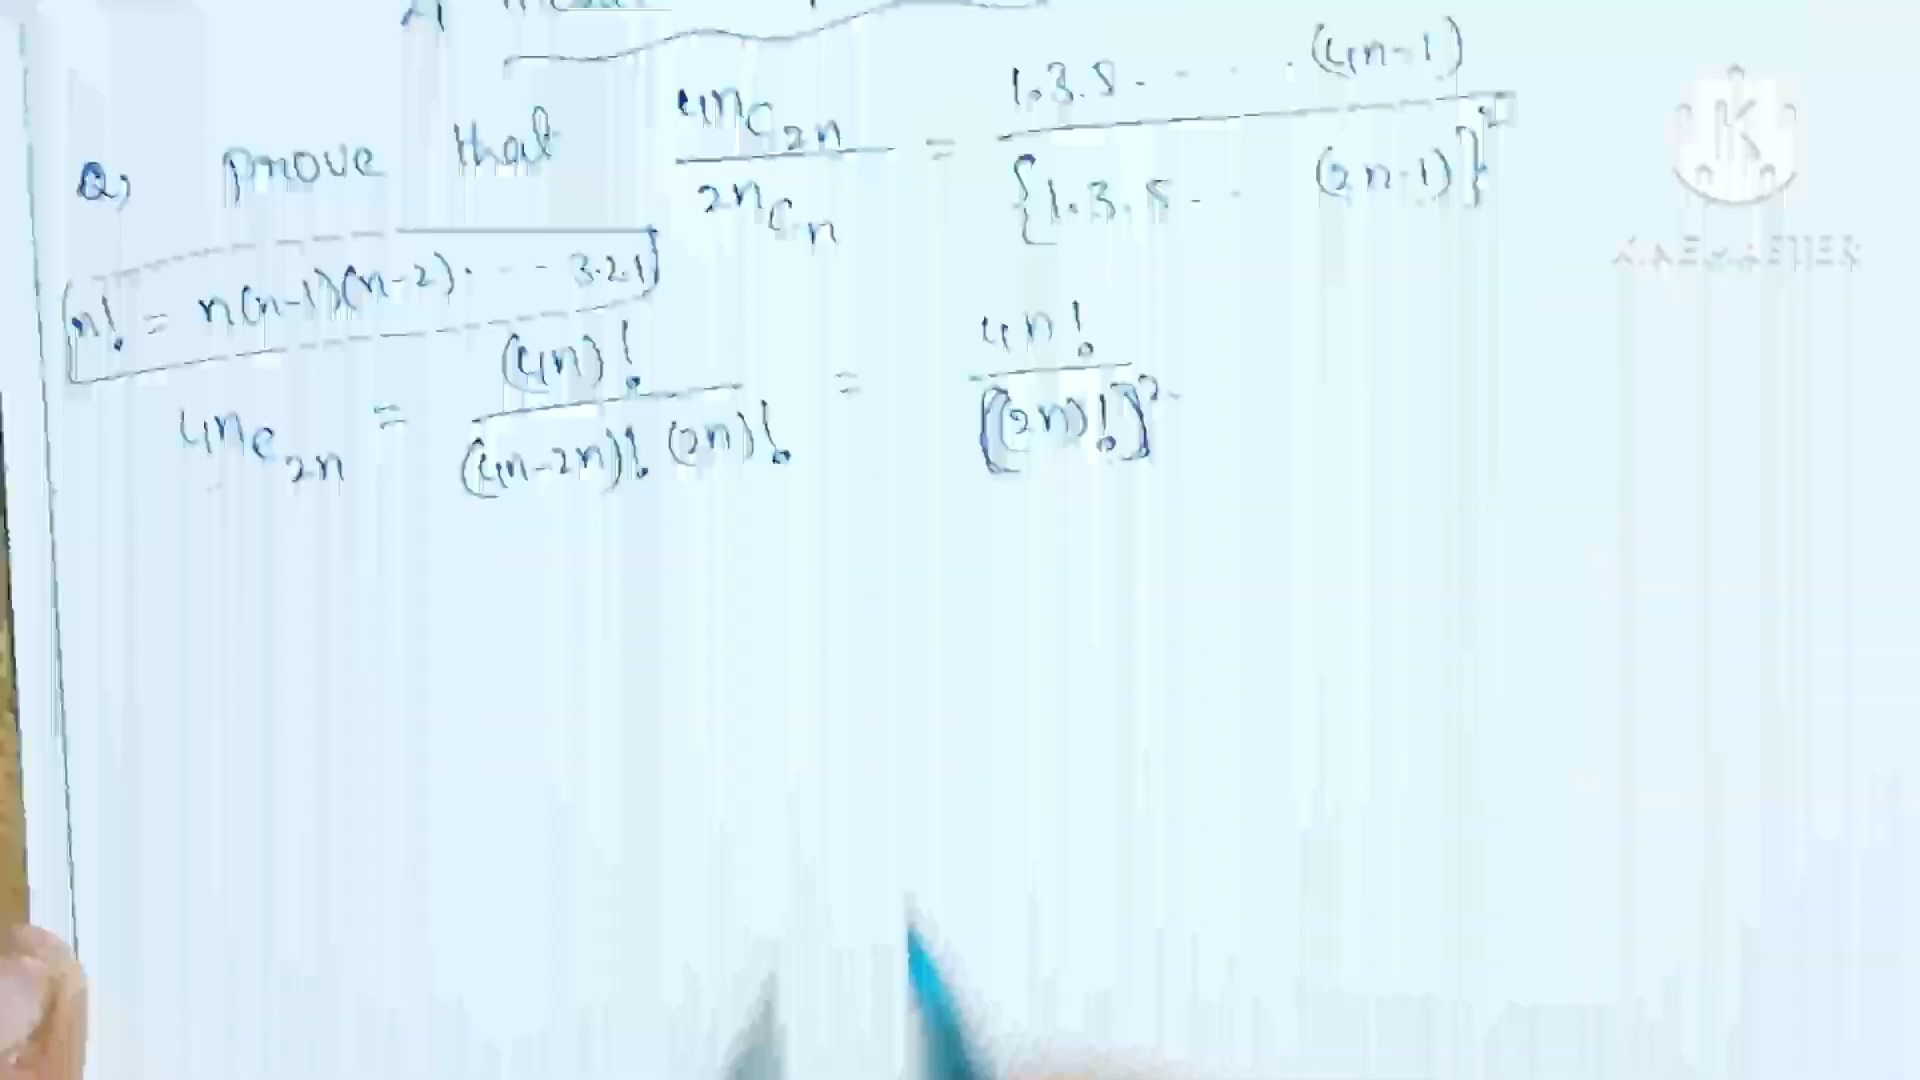 Q, prove that 4nC2n / 2nCn = 1.3.5. - - - . (4n-1) / {1.3.5. - - (2n-1)}²
n! = n(n-1)(n-2). - - - 3.2.1
4nC2n = (4n)! / (4n-2n)! (2n)! = 4n! / [(2n)!]²
K